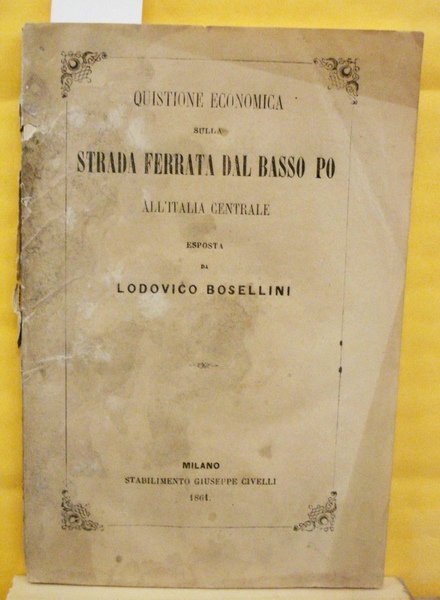 QUISTIONE ECONOMICA
SULLA
STRADA FERRATA DAL BASSO PO
ALL'ITALIA CENTRALE
ESPOSTA
DA
LODOVICO BOSELLINI
MILANO
STABILIMENTO GIUSEPPE CIVELLI
1861.